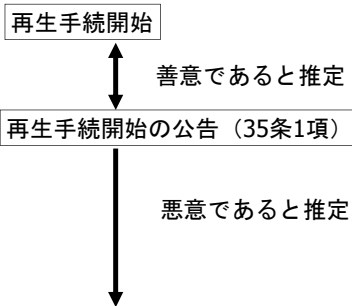 再生手続開始
善意であると推定
再生手続開始の公告（35条1項）
悪意であると推定